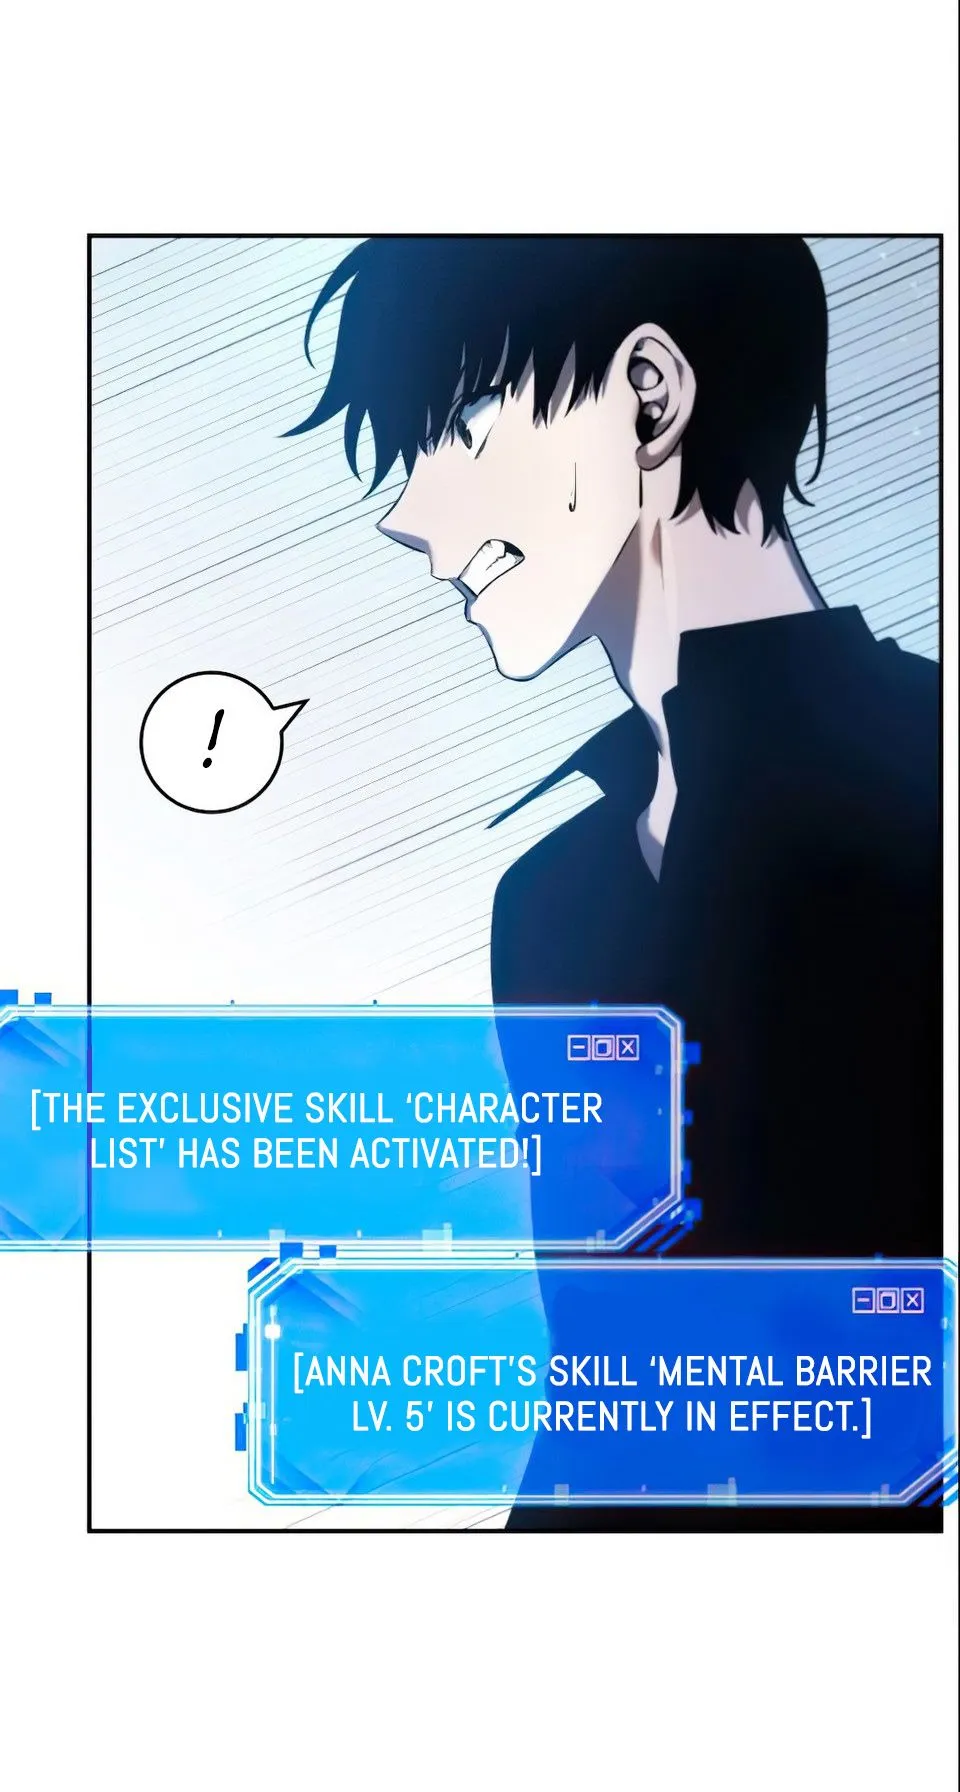 !
[THE EXCLUSIVE SKILL ‘CHARACTER
LIST’ HAS BEEN ACTIVATED!]
[ANNA CROFT’S SKILL ‘MENTAL BARRIER
LV. 5’ IS CURRENTLY IN EFFECT.]